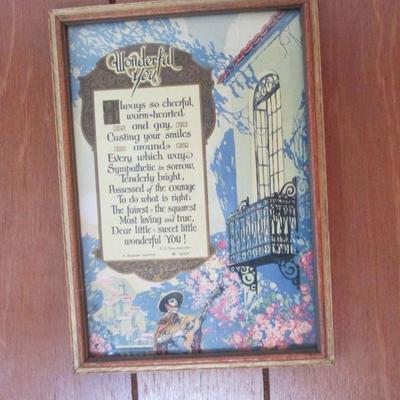 Wonderful
You
Always so cheerful,
warm-hearted
and gay,
Casting your smiles
around
Every which way
Sympathetic in sorrow,
Tenderly bright,
Possessed of the courage
To do what is right;
The fairest - the squarest
Most loving and true,
Dear little - sweet little
wonderful YOU!